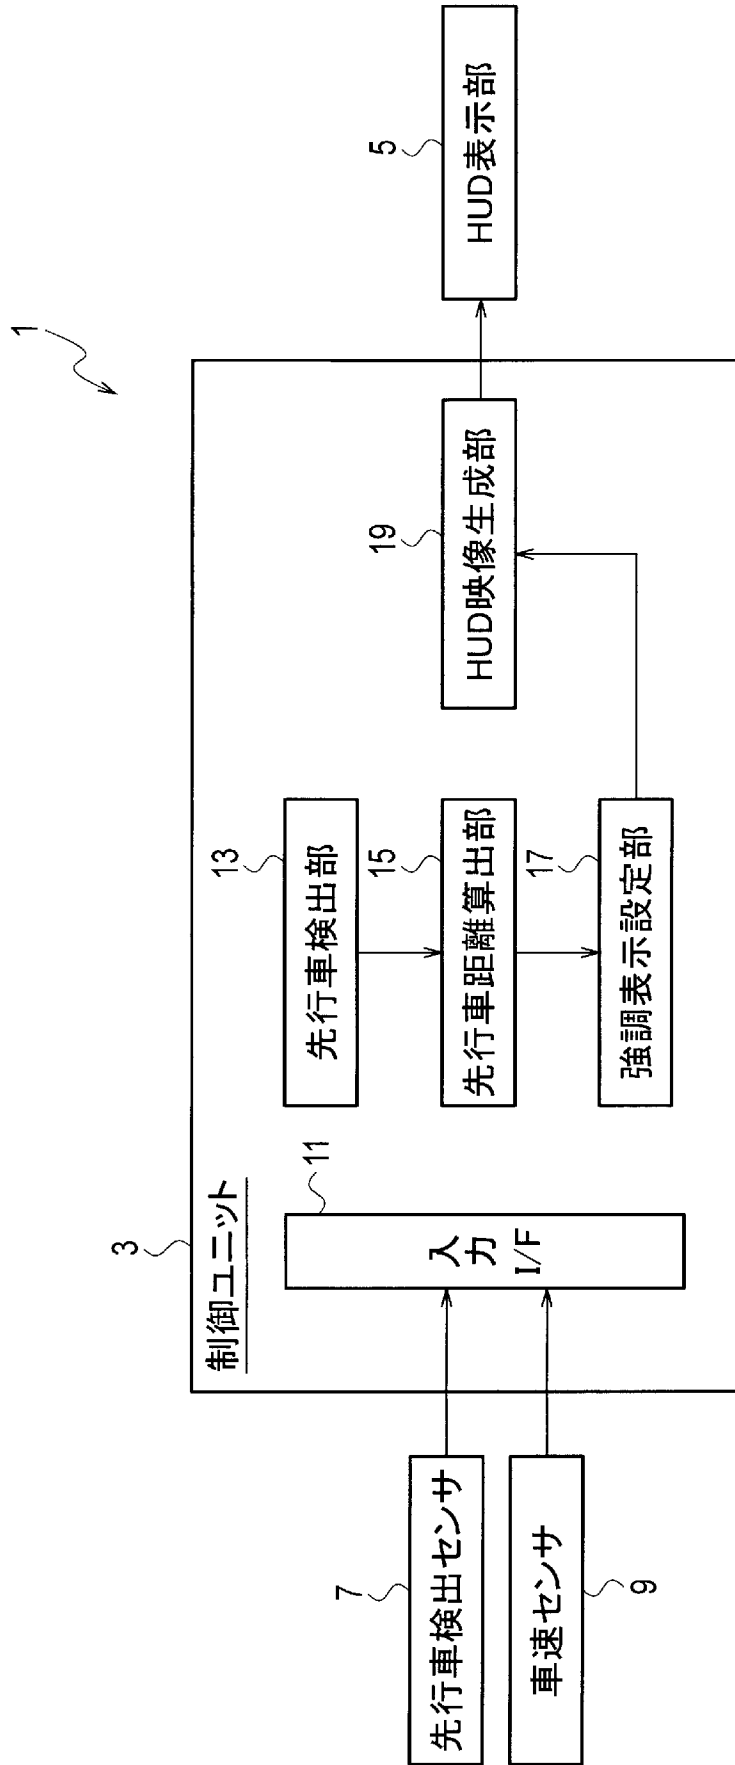 1
3
制御ユニット
7
先行車検出センサ
車速センサ
9
11
入力
I/F
13
先行車検出部
15
先行車距離算出部
17
強調表示設定部
19
HUD映像生成部
5
HUD表示部